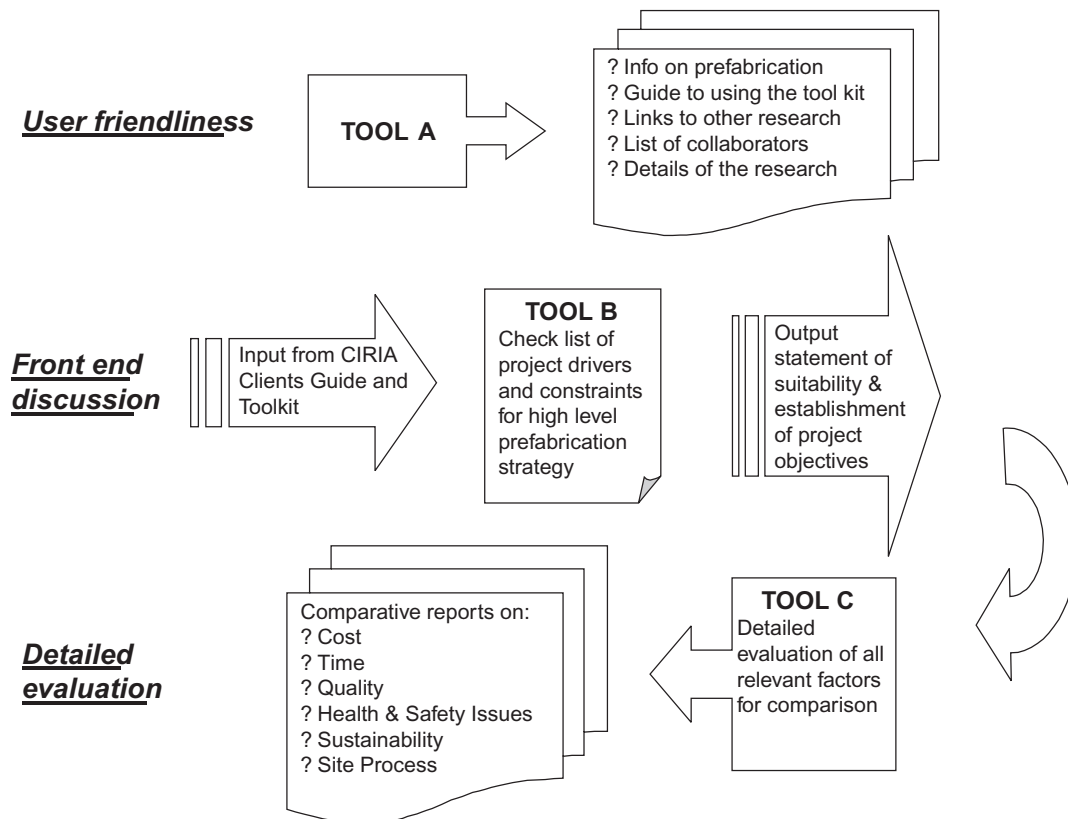 User friendliness
TOOL A
? Info on prefabrication
? Guide to using the tool kit
? Links to other research
? List of collaborators
? Details of the research
Front end
discussion
Input from CIRIA
Clients Guide and
Toolkit
TOOL B
Check list of
project drivers
and constraints
for high level
prefabrication
strategy
Output
statement of
suitability &
establishment
of project
objectives
Detailed
evaluation
Comparative reports on:
? Cost
? Time
? Quality
? Health & Safety Issues
? Sustainability
? Site Process
TOOL C
Detailed
evaluation of all
relevant factors
for comparison